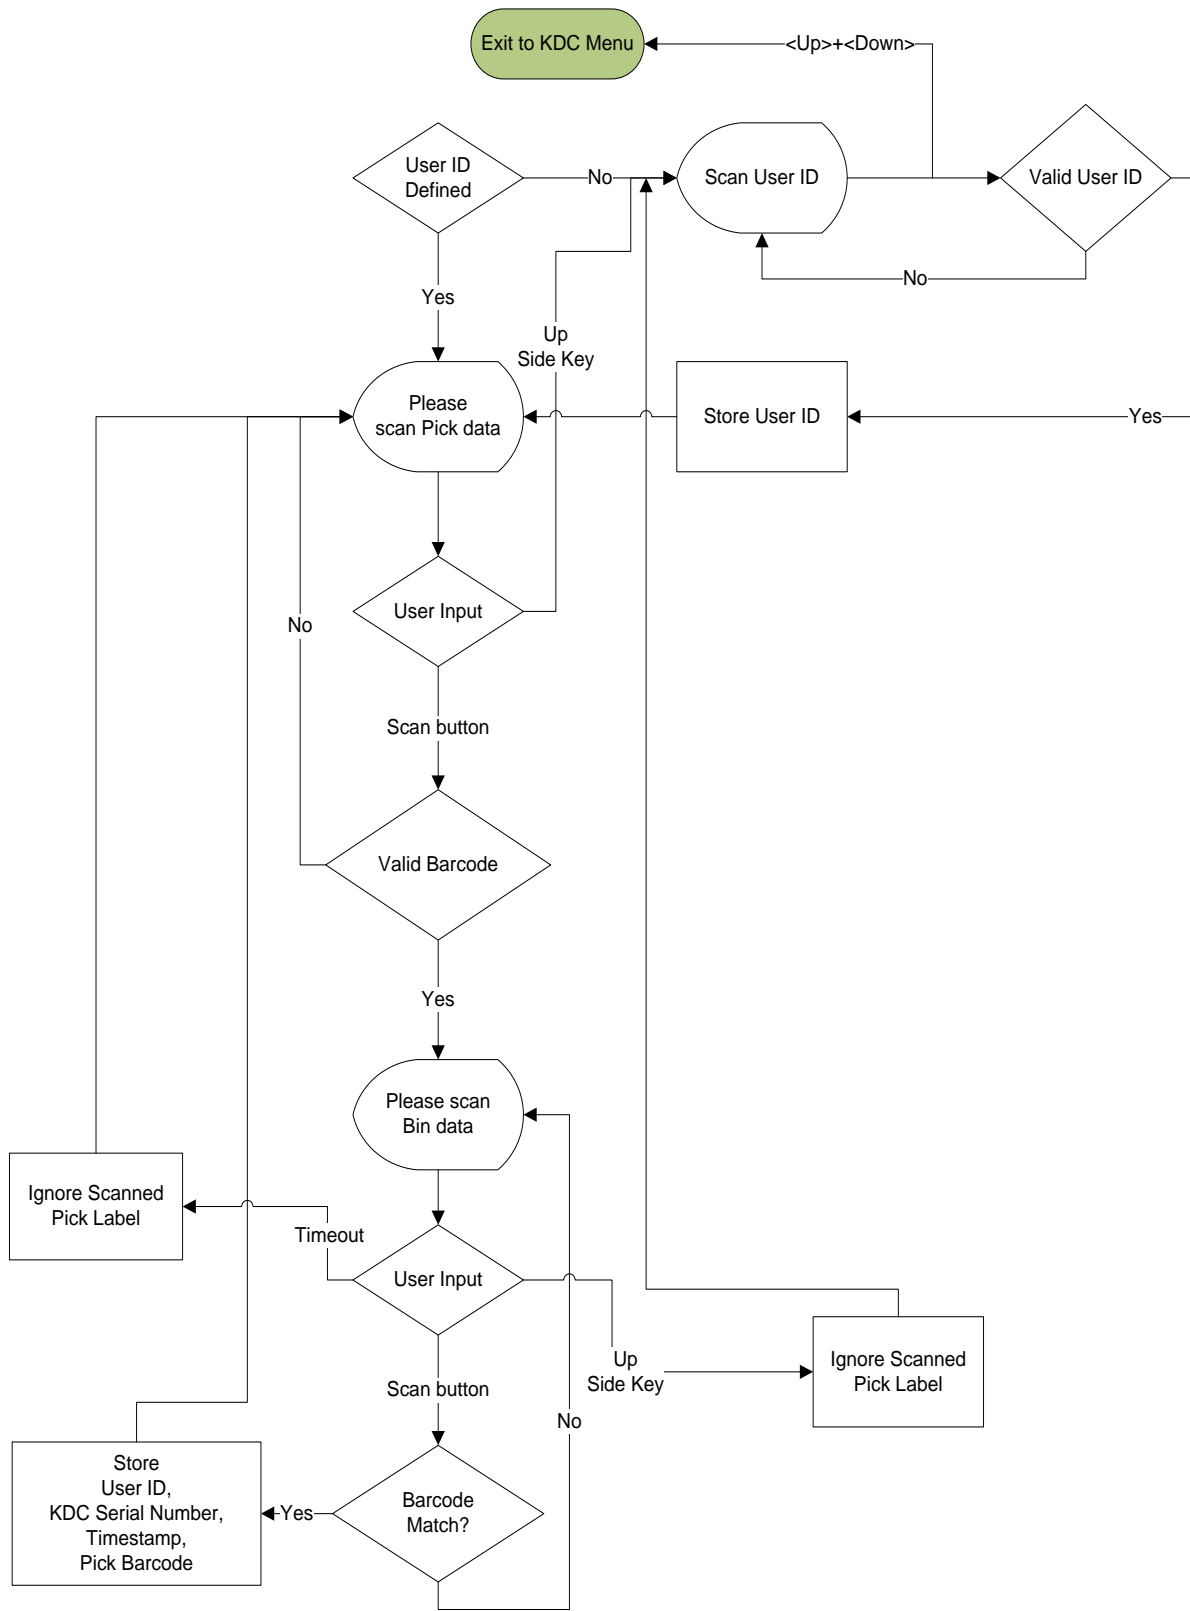 Exit to KDC Menu
<Up>+<Down>
User ID
Defined
No
Scan User ID
Valid User ID
No
Yes
Up
Side Key
Please
scan Pick data
Store User ID
Yes
User Input
No
Scan button
Valid Barcode
Yes
Please scan
Bin data
Ignore Scanned
Pick Label
Timeout
User Input
Up
Side Key
Ignore Scanned
Pick Label
Scan button
No
Store
User ID,
KDC Serial Number,
Timestamp,
Pick Barcode
Yes
Barcode
Match?